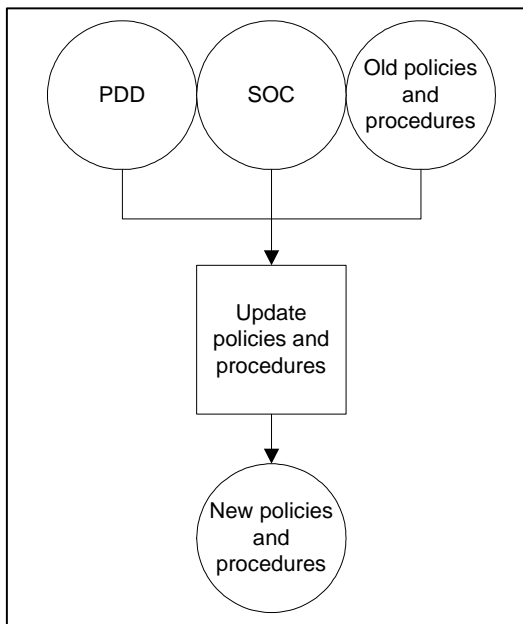 PDD
SOC
Old policies
and
procedures
Update
policies and
procedures
New policies
and
procedures